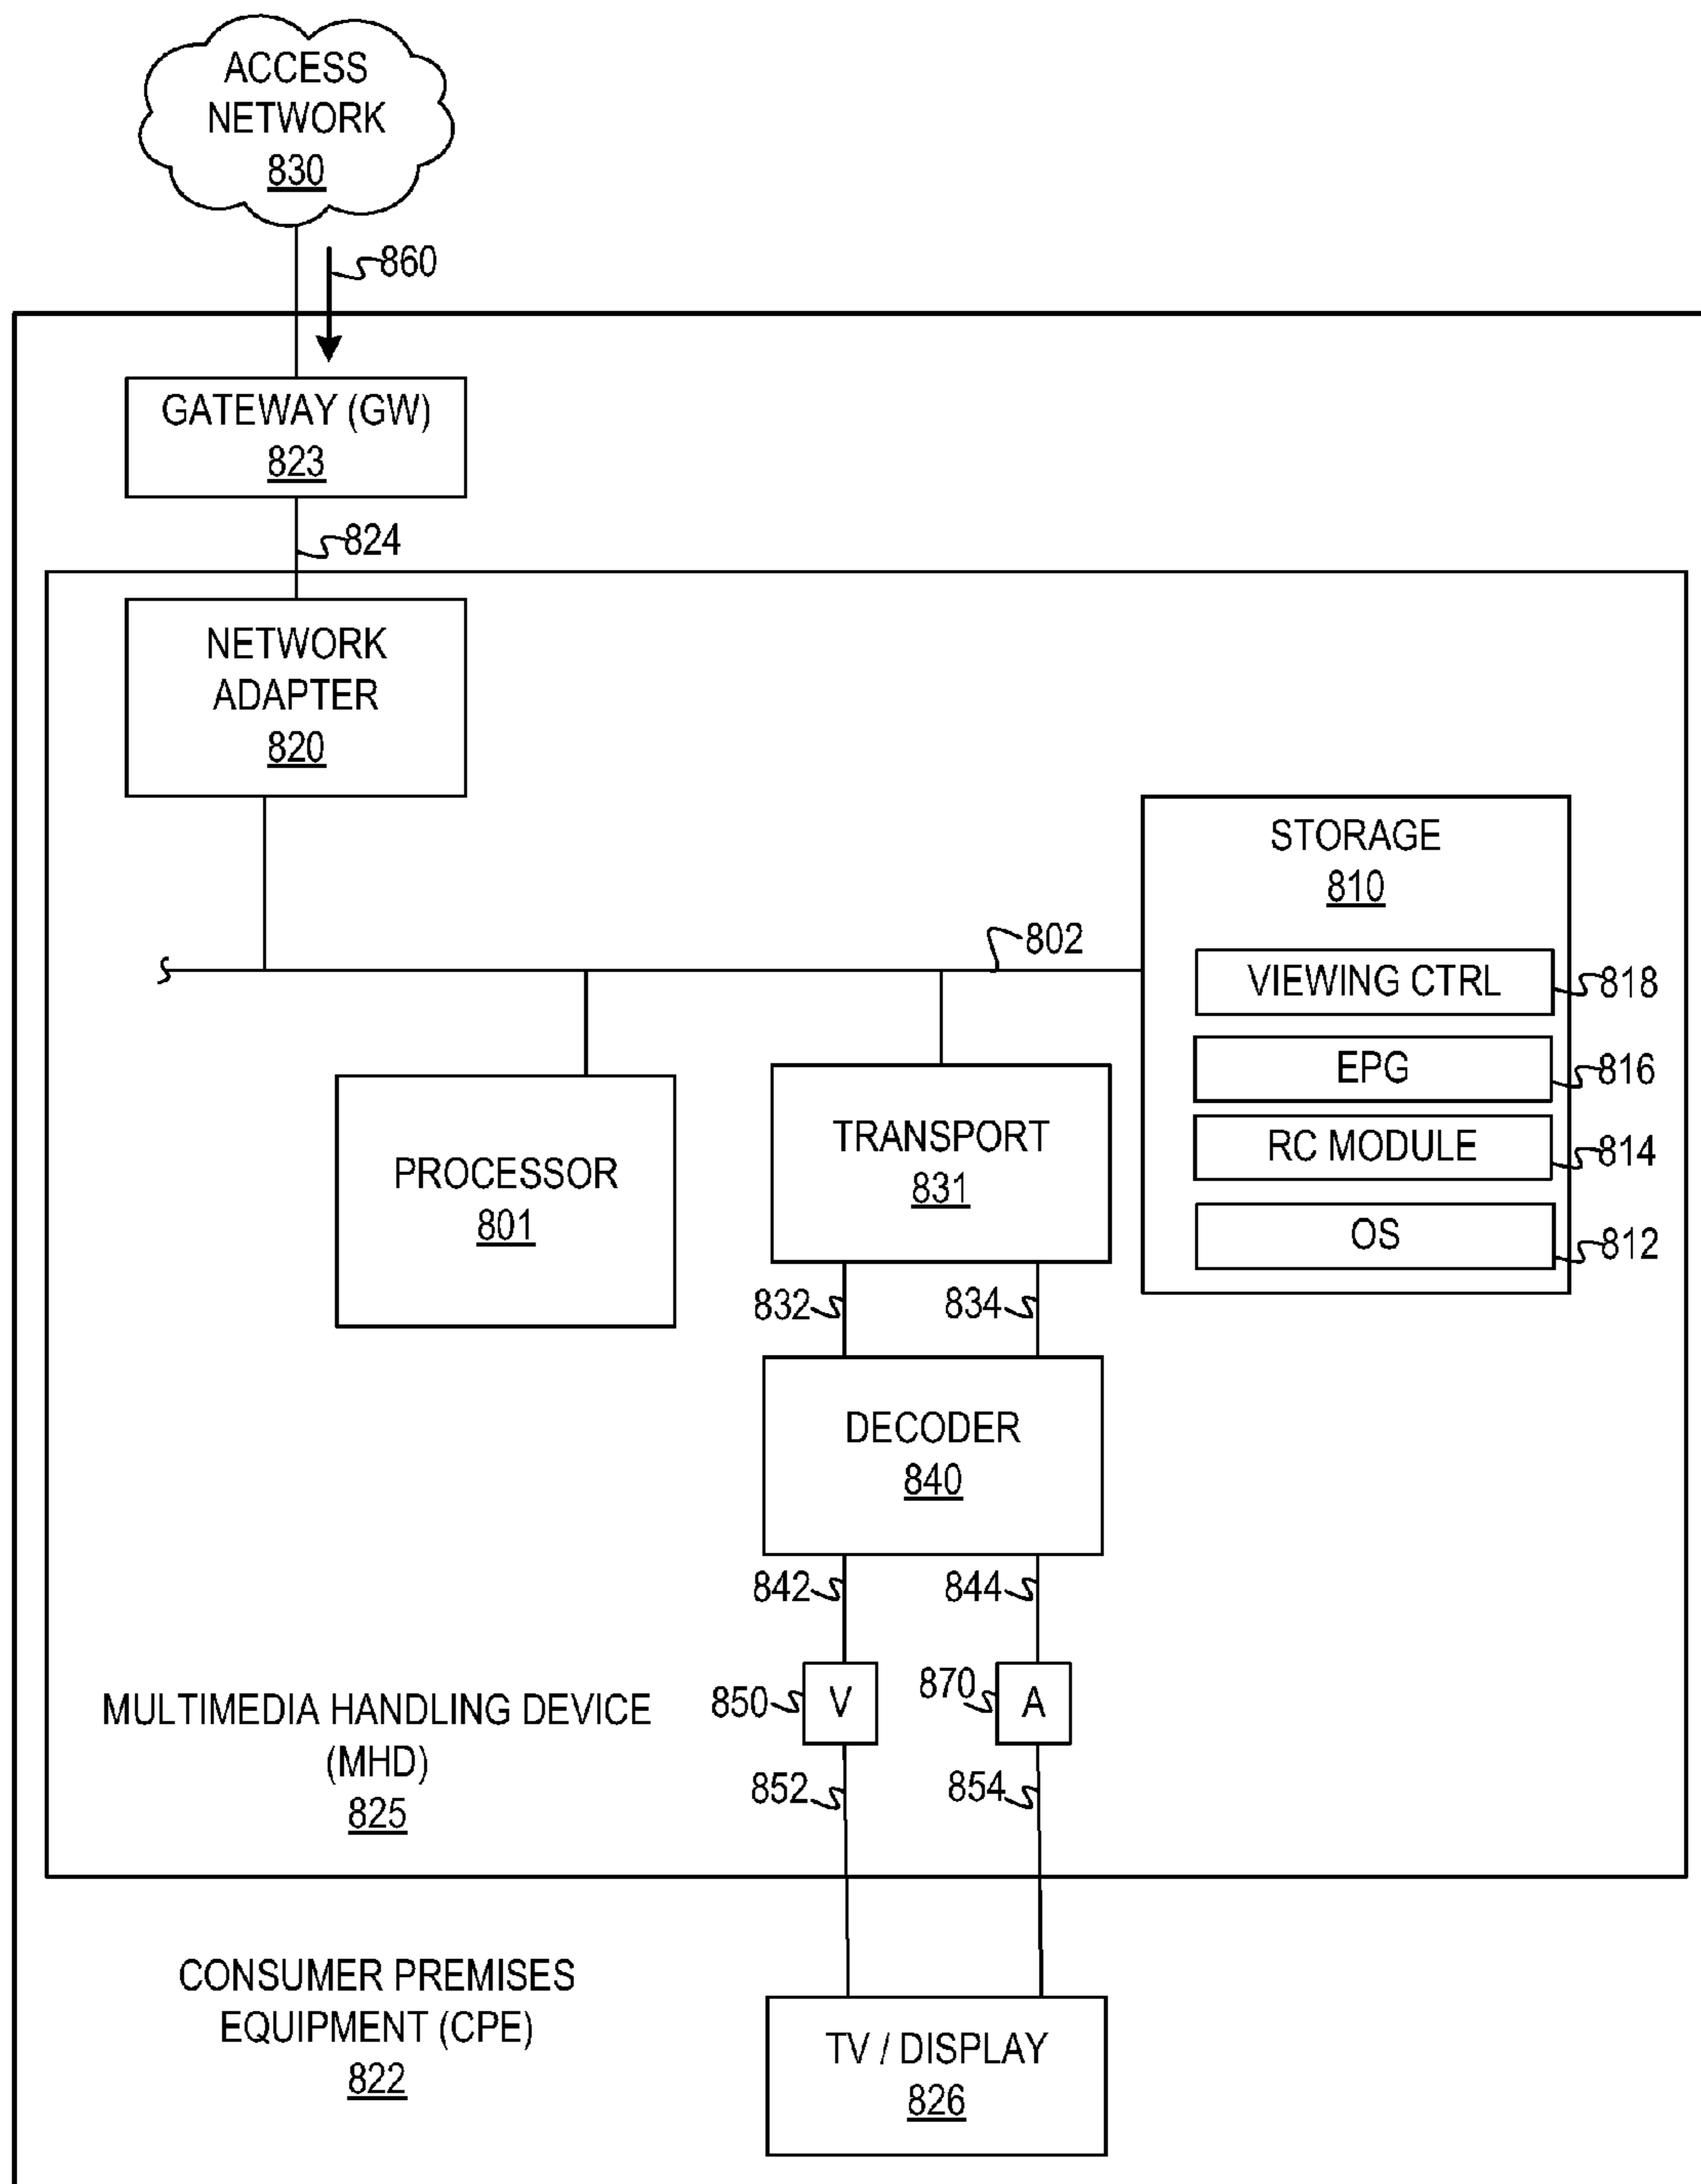 ACCESS
NETWORK
830
860
GATEWAY (GW)
823
824
NETWORK
ADAPTER
820
STORAGE
810
802
VIEWING CTRL
818
EPG
816
RC MODULE
814
OS
812
PROCESSOR
801
TRANSPORT
831
832
834
DECODER
840
842
844
850
V
870
A
MULTIMEDIA HANDLING DEVICE
(MHD)
825
852
854
CONSUMER PREMISES
EQUIPMENT (CPE)
822
TV / DISPLAY
826